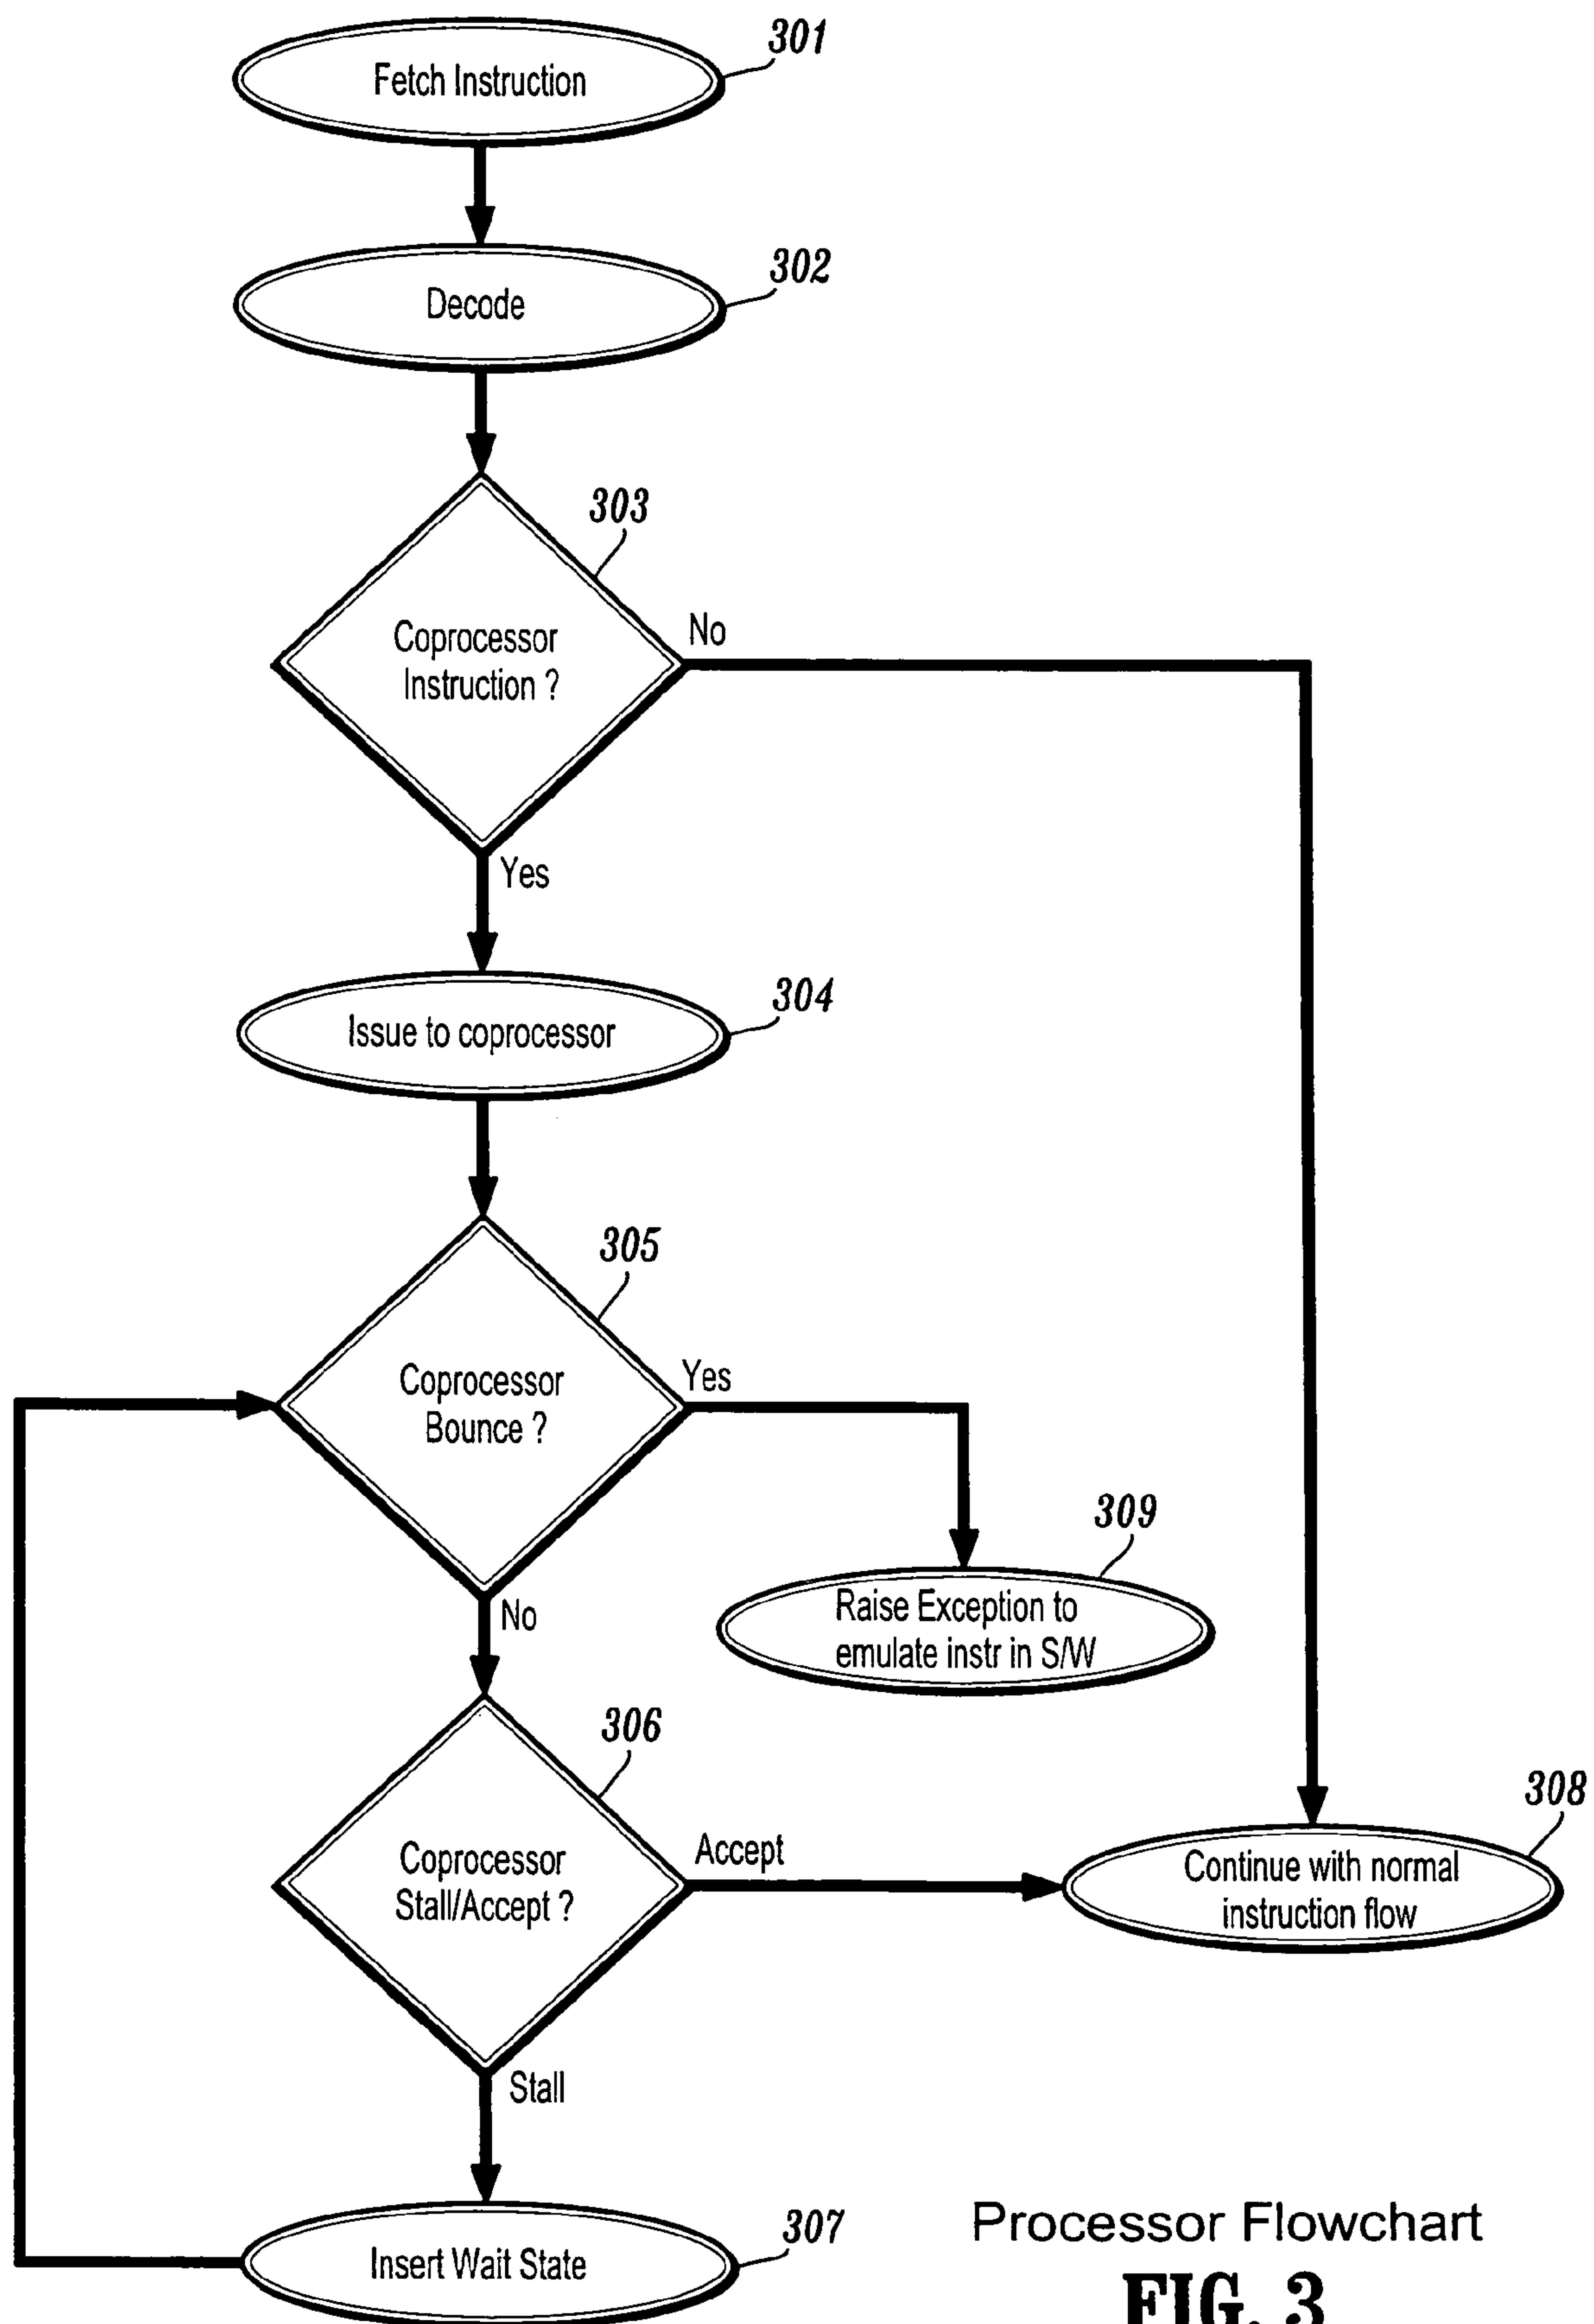 301
Fetch Instruction
302
Decode
303
Coprocessor
Instruction ?
No
Yes
304
Issue to coprocessor
305
Coprocessor
Bounce ?
Yes
No
309
Raise Exception to
emulate instr in S/W
306
Coprocessor
Stall/Accept ?
Accept
308
Continue with normal
instruction flow
Stall
307
Insert Wait State
Processor Flowchart
FIG. 3